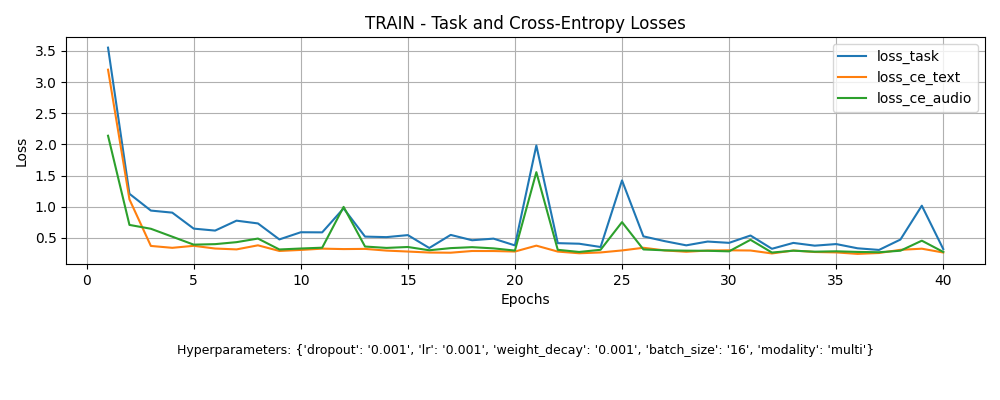 TRAIN - Task and Cross-Entropy Losses
loss_task
loss_ce_text
loss_ce_audio
Loss
3.5
3.0
2.5
2.0
1.5
1.0
0.5
0 5 10 15 20 25 30 35 40
Epochs
Hyperparameters: {'dropout': '0.001', 'lr': '0.001', 'weight_decay': '0.001', 'batch_size': '16', 'modality': 'multi'}